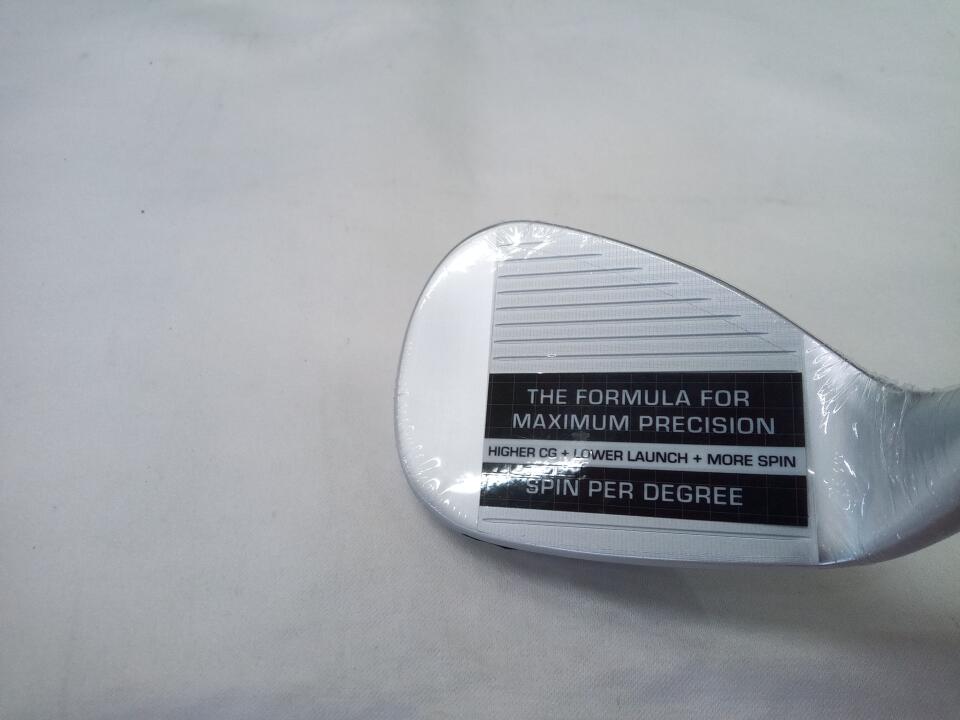 THE FORMULA FOR
MAXIMUM PRECISION
HIGHER CG + LOWER LAUNCH + MORE SPIN
SPIN PER DEGREE